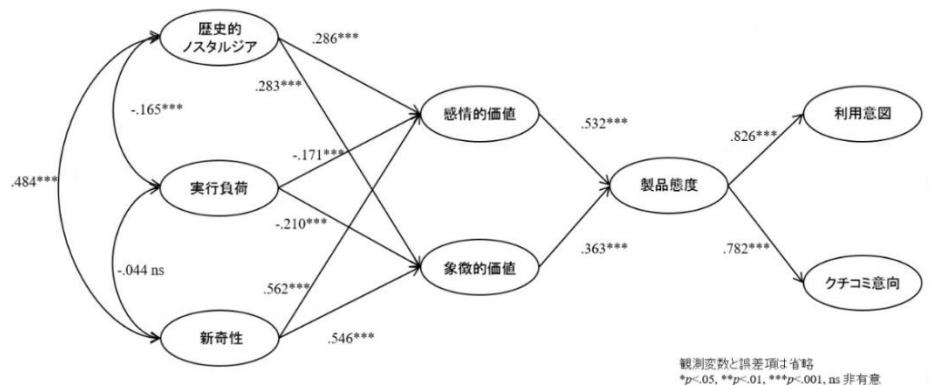 歴史的
ノスタルジア
.286***
.283***
-.165***
感情的価値
利用意図
.532***
.826***
-.171***
.484***
実行負荷
製品態度
-.210***
.363***
.782***
-.044 ns
象徴的価値
.562***
クチコミ意向
新奇性
.546***
観測変数と誤差項は省略
*p<.05, **p<.01, ***p<.001, ns 非有意